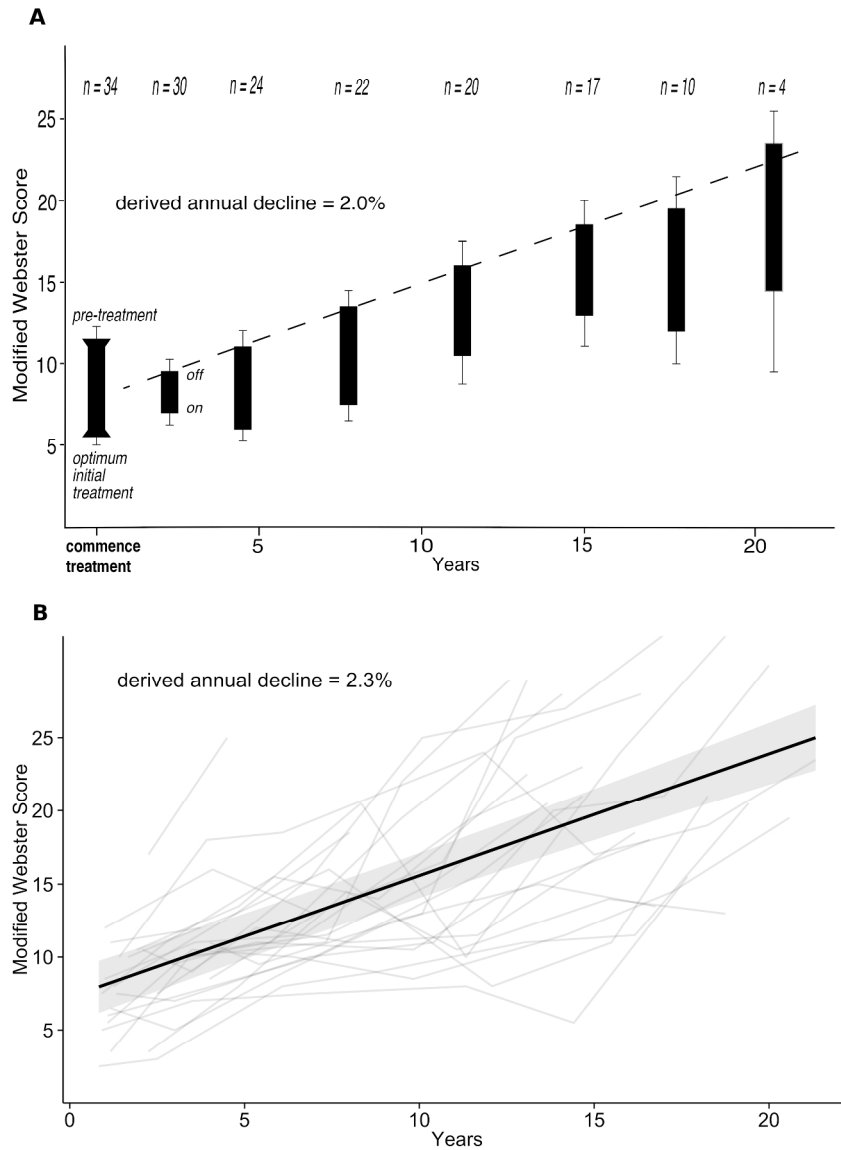 A
n = 34 n = 30 n = 24 n = 22 n = 20 n = 17 n = 10 n = 4
25
derived annual decline = 2.0%
20
15
pre-treatment
10
off
on
5
optimum
initial
treatment
Modified Webster Score
commence
treatment
5 10 15 20
Years
B
derived annual decline = 2.3%
25
20
15
10
5
Modified Webster Score
0 5 10 15 20
Years